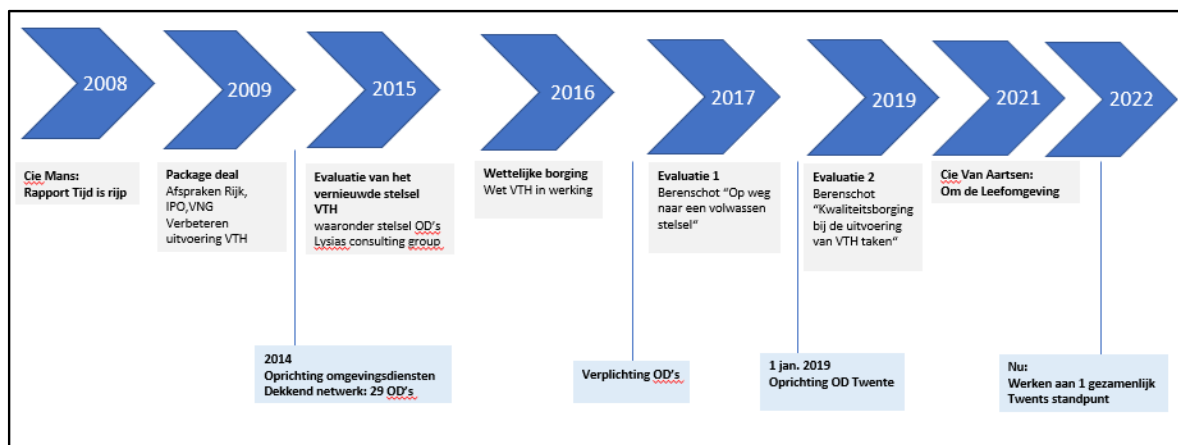 2008
2009
2015
2016
2017
2019
2021
2022
Cie Mans:
Rapport Tijd is rijp
Package deal
Afspraken Rijk,
IPO,VNG
Verbeteren
uitvoering VTH
Evaluatie van het
vernieuwde stelsel
VTH
waaronder stelsel OD's
Lysias consulting group
Wettelijke borging
Wet VTH in werking
Evaluatie 1
Berenschot “Op weg
naar een volwassen
stelsel“
Evaluatie 2
Berenschot
“Kwaliteitsborging
bij de uitvoering
van VTH taken“
Cie Van Aartsen:
Om de Leefomgeving
2014
Oprichting omgevingsdiensten
Dekkend netwerk: 29 OD's
Verplichting OD's
1 jan. 2019
Oprichting OD Twente
Nu:
Werken aan 1 gezamenlijk
Twents standpunt